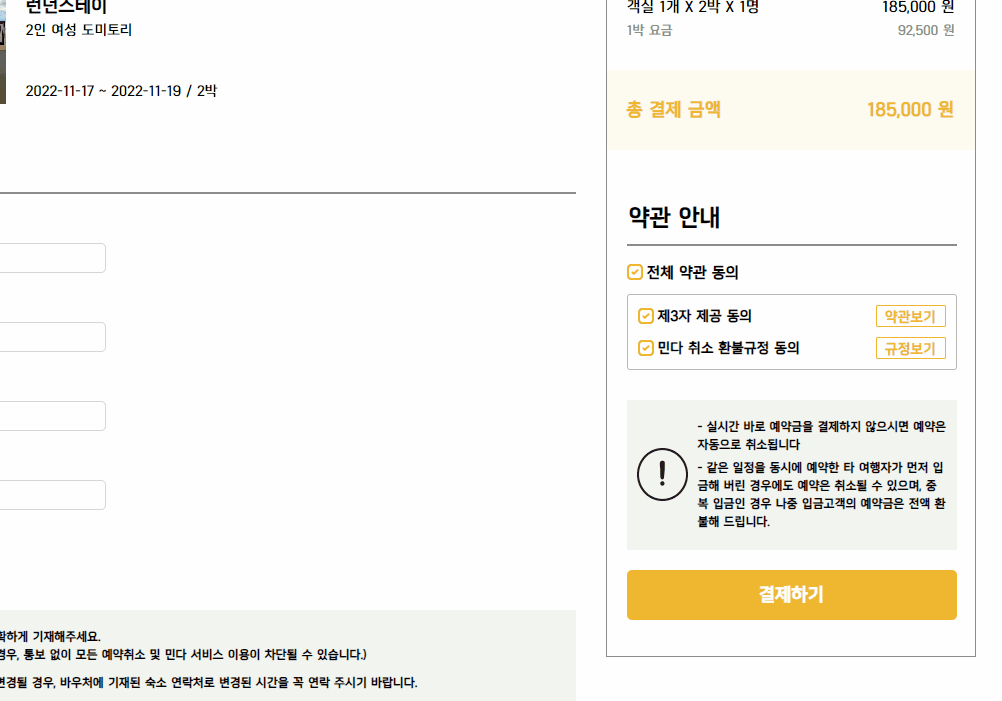 런던스테이
2인 여성 도미토리
2022-11-17 ~ 2022-11-19 / 2박
객실 1개 X 2박 X 1명 185,000 원
1박 요금 92,500 원
총 결제 금액 185,000 원
약관 안내
전체 약관 동의
제3자 제공 동의 약관보기
민다 취소 환불규정 동의 규정보기
- 실시간 바로 예약금을 결제하지 않으시면 예약은
자동으로 취소됩니다
- 같은 일정을 동시에 예약한 타 여행자가 먼저 입
금해 버린 경우에도 예약은 취소될 수 있으며, 중
복 입금인 경우 나중 입금고객의 예약금은 전액 환
불해 드립니다.
결제하기
확하게 기재해주세요.
경우, 통보 없이 모든 예약취소 및 민다 서비스 이용이 차단될 수 있습니다.)
변경될 경우, 바우처에 기재된 숙소 연락처로 변경된 시간을 꼭 연락 주시기 바랍니다.